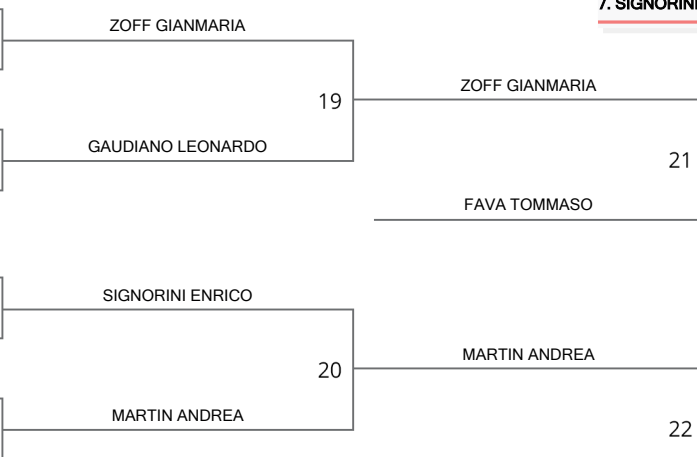 7. SIGNORINI
ZOFF GIANMARIA
19
ZOFF GIANMARIA
GAUDIANO LEONARDO
21
FAVA TOMMASO
SIGNORINI ENRICO
20
MARTIN ANDREA
MARTIN ANDREA
22